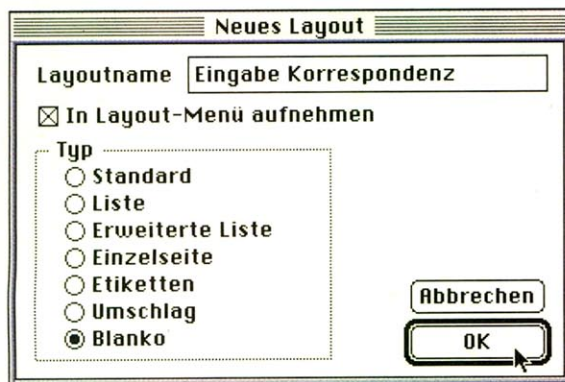 Neues Layout
Layoutname Eingabe Korrespondenz
In Layout-Menü aufnehmen
Typ
Standard
Liste
Erweiterte Liste
Einzelseite
Etiketten
Umschlag
Blanko
Abbrechen
OK